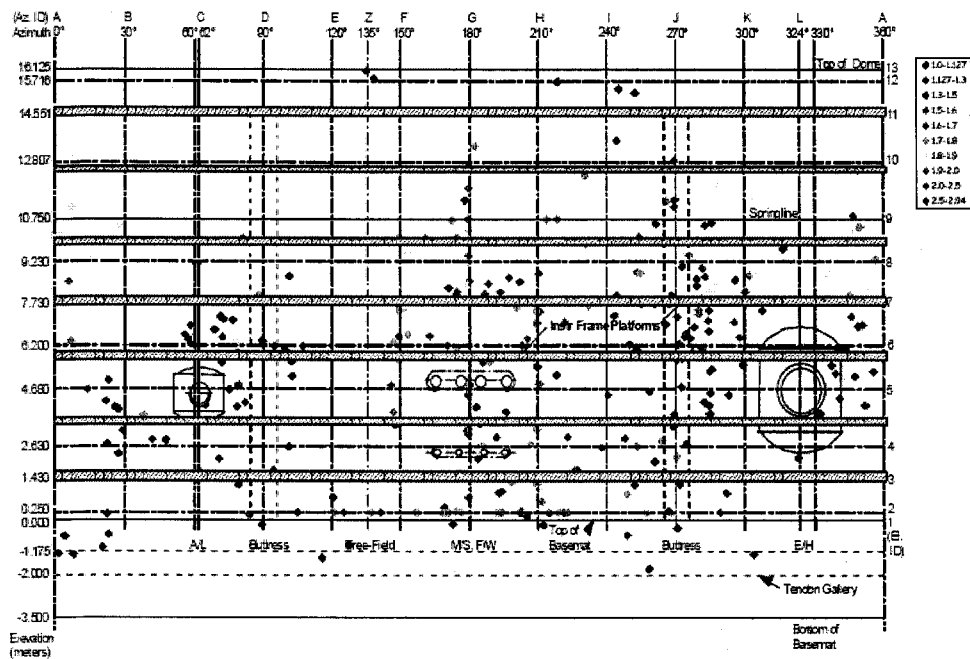 (Az. ID) A B C D E Z F G H I J K L A
Azimuth 0° 30° 60° 62° 90° 120° 135° 150° 180° 210° 240° 270° 300° 324° 330° 360°
16.125 Top of Dome 13
15.716 12
14.551 11
12.807 10
10.750 Springline 9
9.230 8
7.730 7
Instr Frame Platforms
6.200 6
4.680 5
2.630 4
1.430 3
0.250 2
0.000 1
(El. ID)
A/L Buttress Free-Field M/S, F/W Top of Basemat Buttress E/H
-1.175
-2.000
Tendon Gallery
-3.500
Elevation (meters)
Bottom of Basemat
1.0-1.127
1.127-1.3
1.3-1.5
1.5-1.6
1.6-1.7
1.7-1.8
1.8-1.9
1.9-2.0
2.0-2.5
2.5-2.94